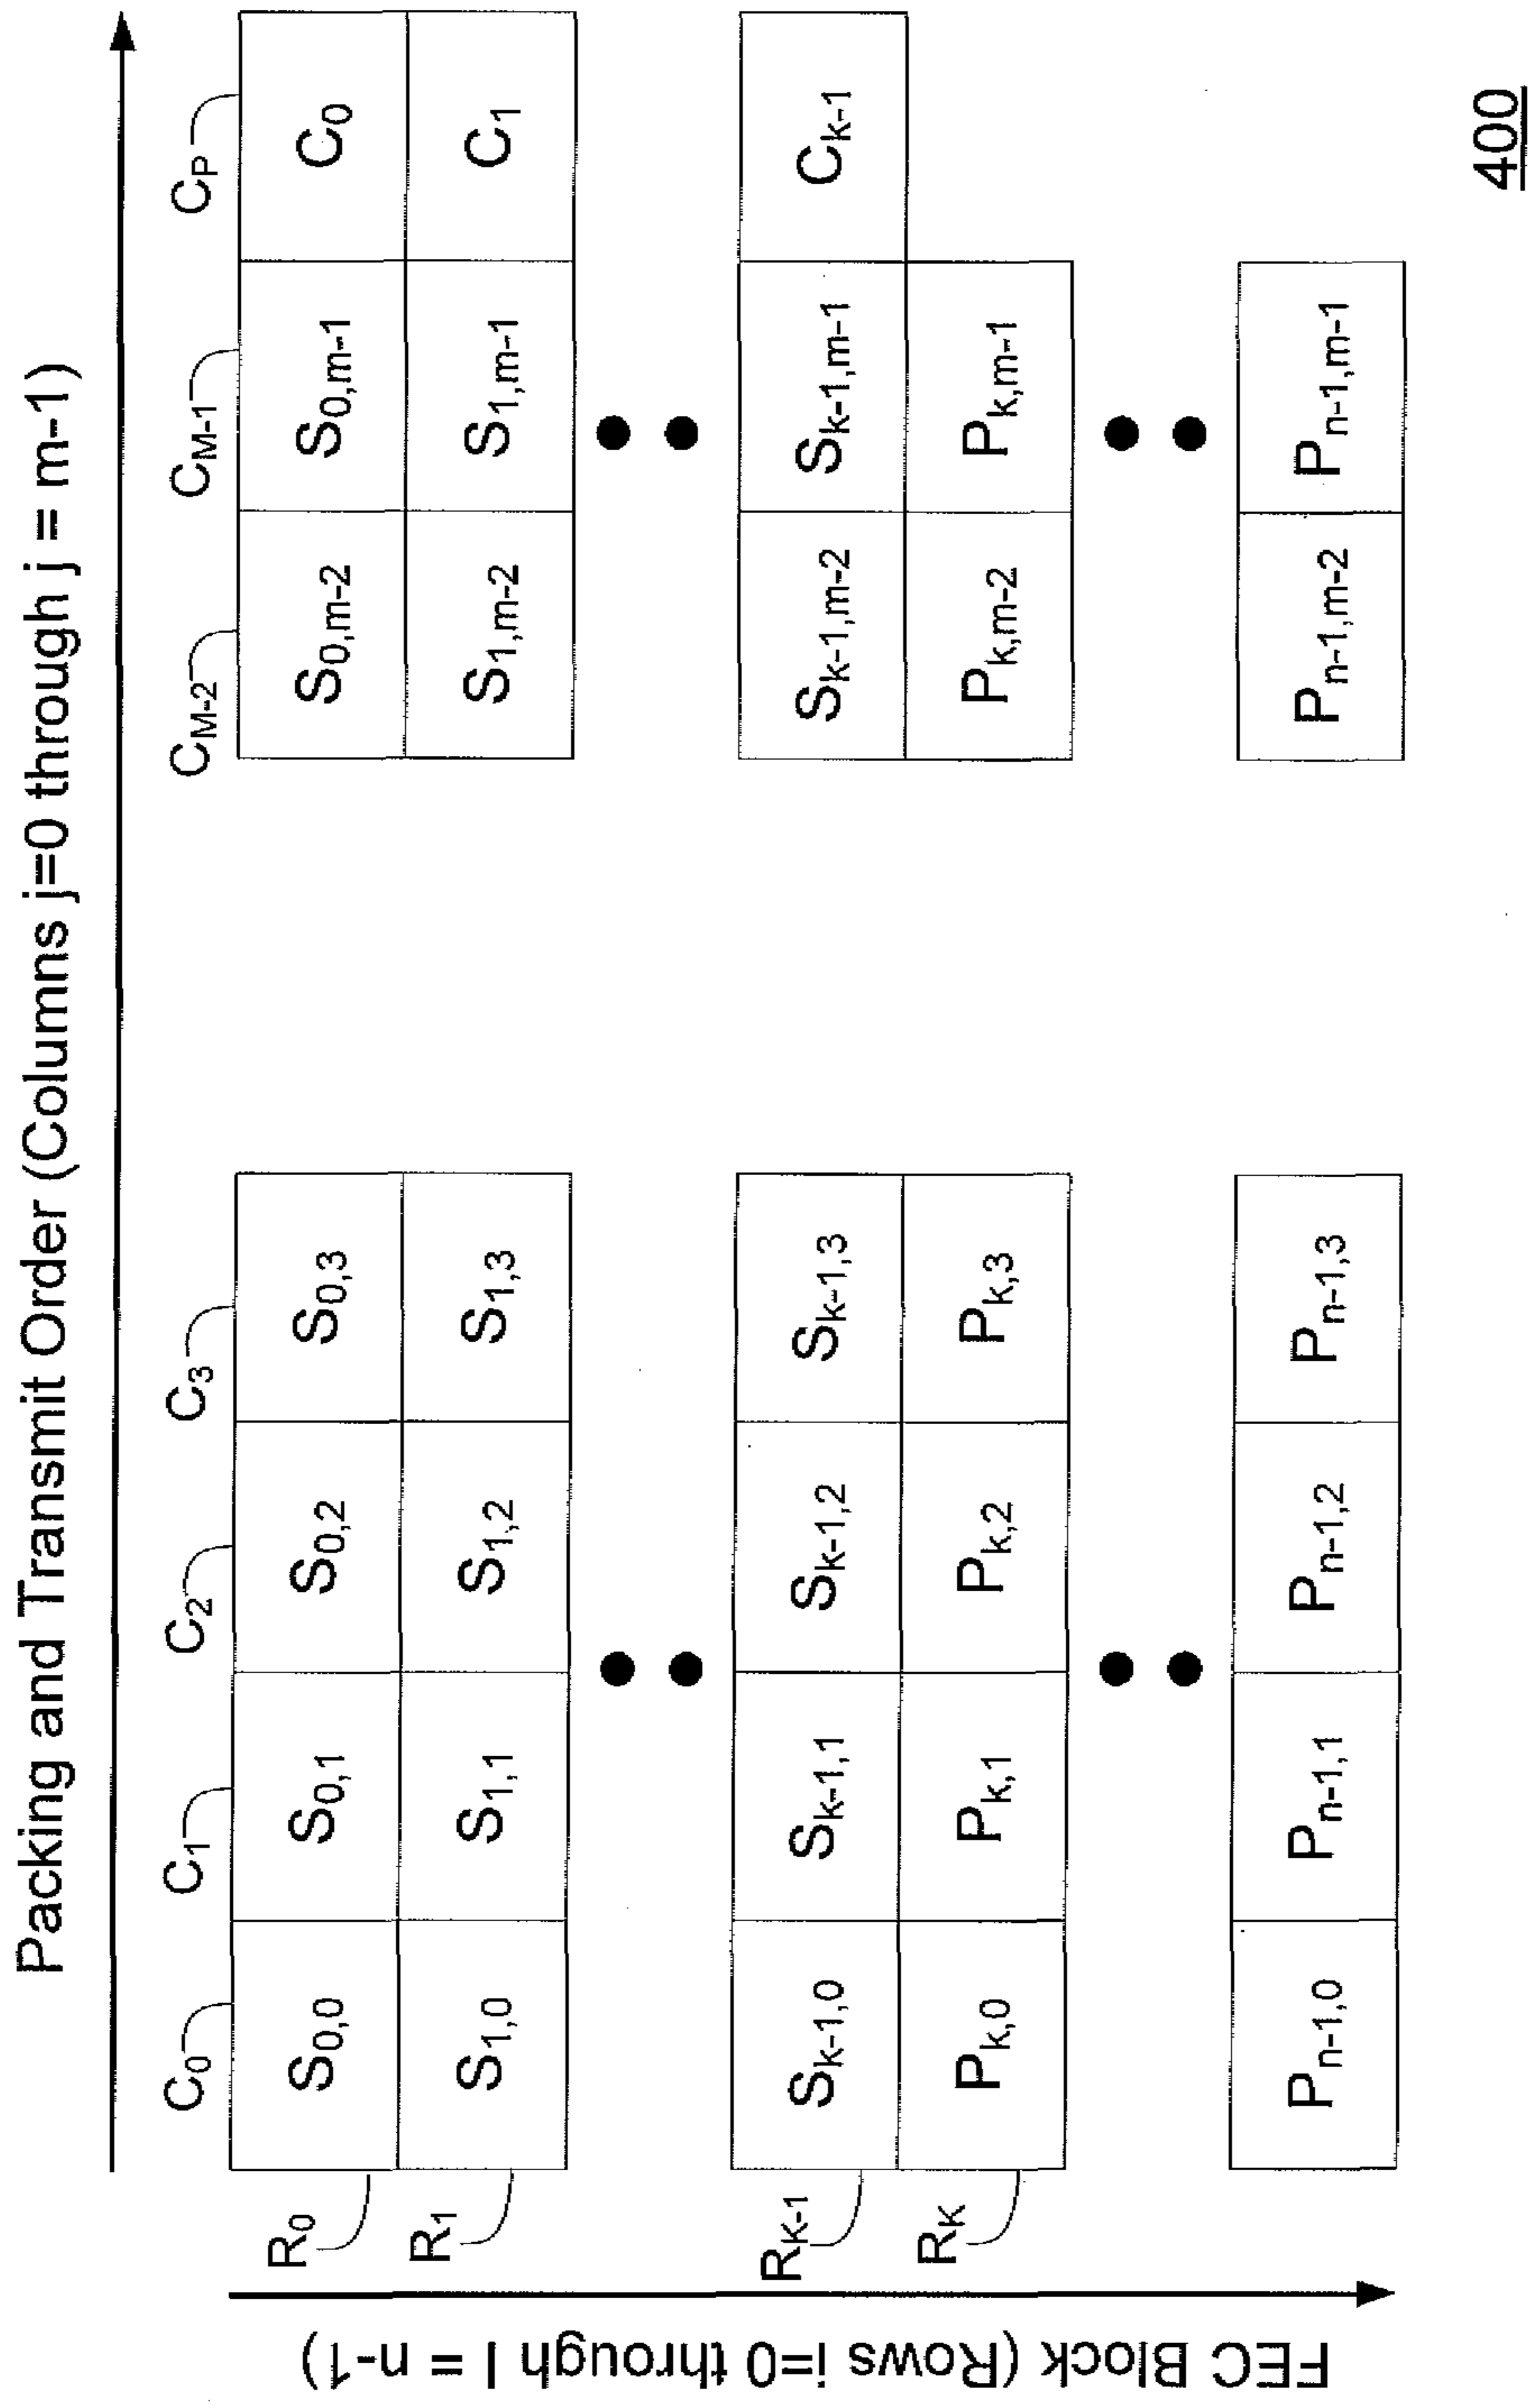 Packing and Transmit Order (Columns j=0 through j = m-1)
C0 C1 C2 C3 CM-2 CM-1 CP
R0 S0,0 S0,1 S0,2 S0,3 S0,m-2 S0,m-1 C0
R1 S1,0 S1,1 S1,2 S1,3 S1,m-2 S1,m-1 C1
RK-1 Sk-1,0 Sk-1,1 Sk-1,2 Sk-1,3 Sk-1,m-2 Sk-1,m-1 Ck-1
RK Pk,0 Pk,1 Pk,2 Pk,3 Pk,m-2 Pk,m-1
Pn-1,0 Pn-1,1 Pn-1,2 Pn-1,3 Pn-1,m-2 Pn-1,m-1
FEC Block (Rows i=0 through I = n-1)
400